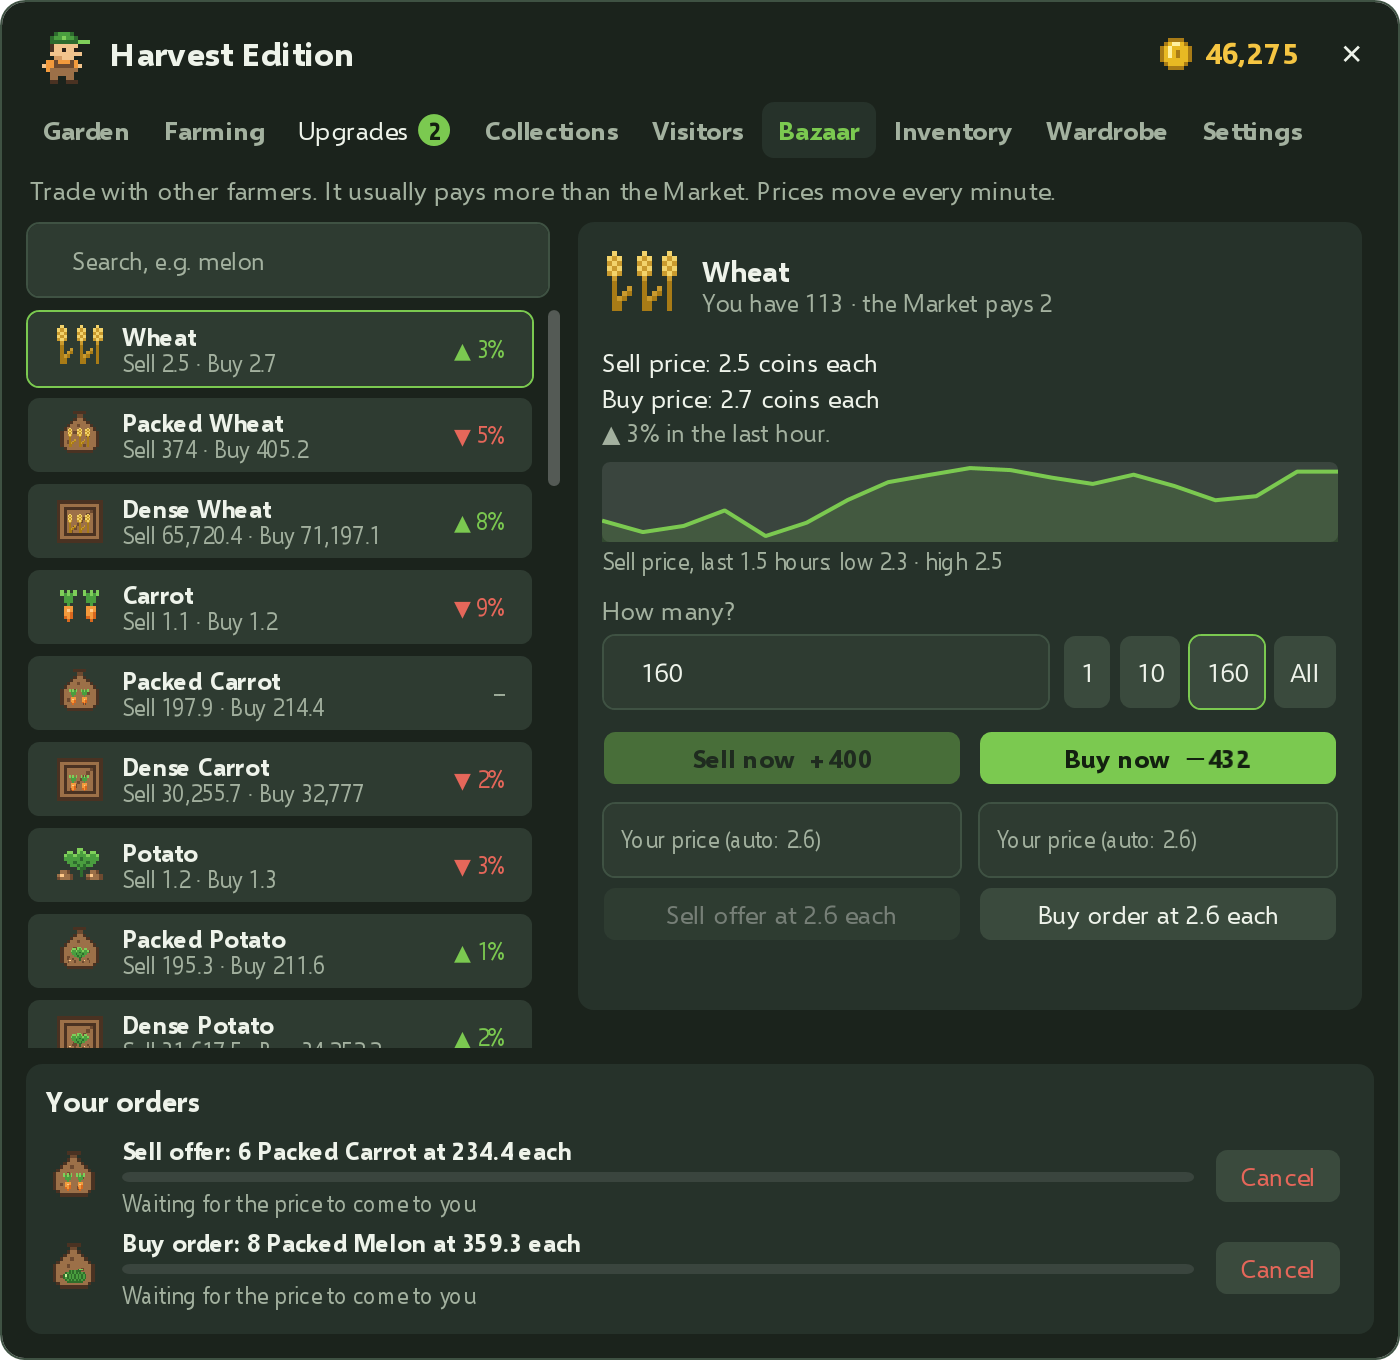 Harvest Edition
46,275
×
Garden Farming Upgrades 2 Collections Visitors Bazaar Inventory Wardrobe Settings
Trade with other farmers. It usually pays more than the Market. Prices move every minute.
Search, e.g. melon
Wheat
Sell 2.5 · Buy 2.7
▲ 3%
Packed Wheat
Sell 374 · Buy 405.2
▼ 5%
Dense Wheat
Sell 65,720.4 · Buy 71,197.1
▲ 8%
Carrot
Sell 1.1 · Buy 1.2
▼ 9%
Packed Carrot
Sell 197.9 · Buy 214.4
–
Dense Carrot
Sell 30,255.7 · Buy 32,777
▼ 2%
Potato
Sell 1.2 · Buy 1.3
▼ 3%
Packed Potato
Sell 195.3 · Buy 211.6
▲ 1%
Dense Potato
▲ 2%
Wheat
You have 113 · the Market pays 2
Sell price: 2.5 coins each
Buy price: 2.7 coins each
▲ 3% in the last hour.
Sell price, last 1.5 hours: low 2.3 · high 2.5
How many?
160
1 10 160 All
Sell now +400
Buy now −432
Your price (auto: 2.6)
Your price (auto: 2.6)
Sell offer at 2.6 each
Buy order at 2.6 each
Your orders
Sell offer: 6 Packed Carrot at 234.4 each
Waiting for the price to come to you
Cancel
Buy order: 8 Packed Melon at 359.3 each
Waiting for the price to come to you
Cancel